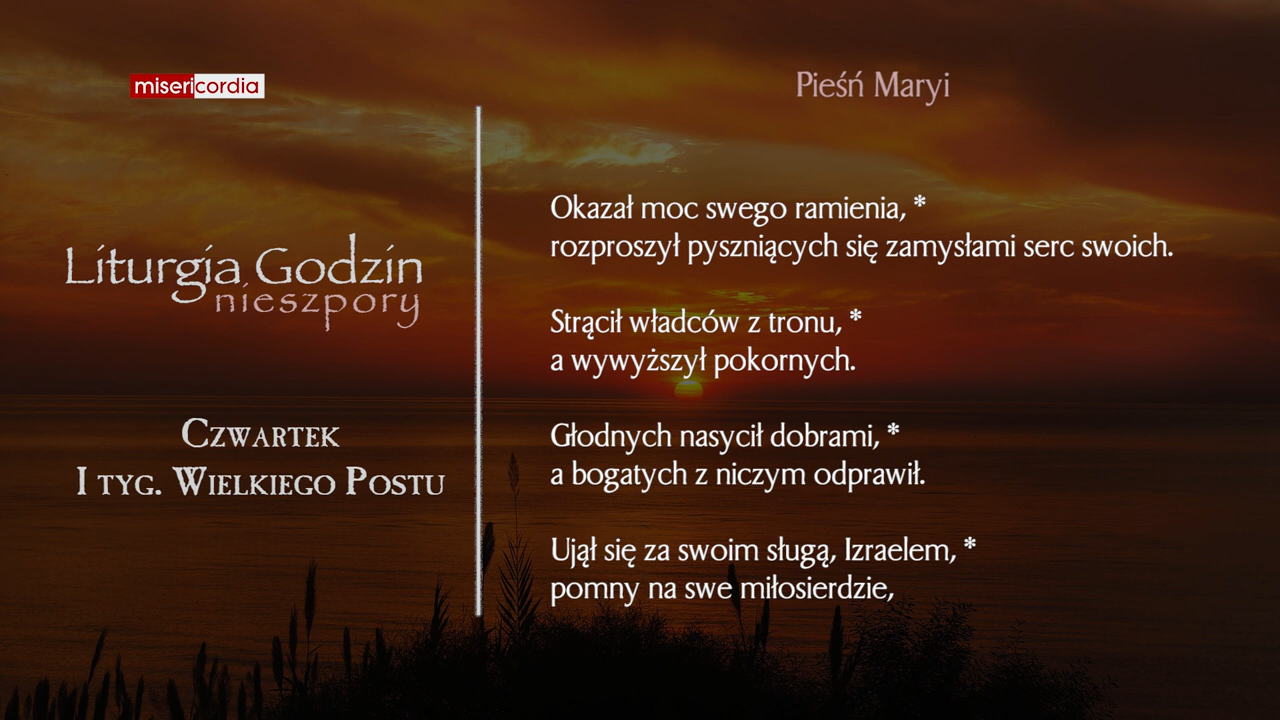 misericordia
Liturgia Godzin
nieszpory
Czwartek
I tyg. Wielkiego Postu
Pieśń Maryi
Okazał moc swego ramienia, *
rozproszył pyszniących się zamysłami serc swoich.
Strącił władców z tronu, *
a wywyższył pokornych.
Głodnych nasycił dobrami, *
a bogatych z niczym odprawił.
Ujął się za swoim sługą, Izraelem, *
pomny na swe miłosierdzie,